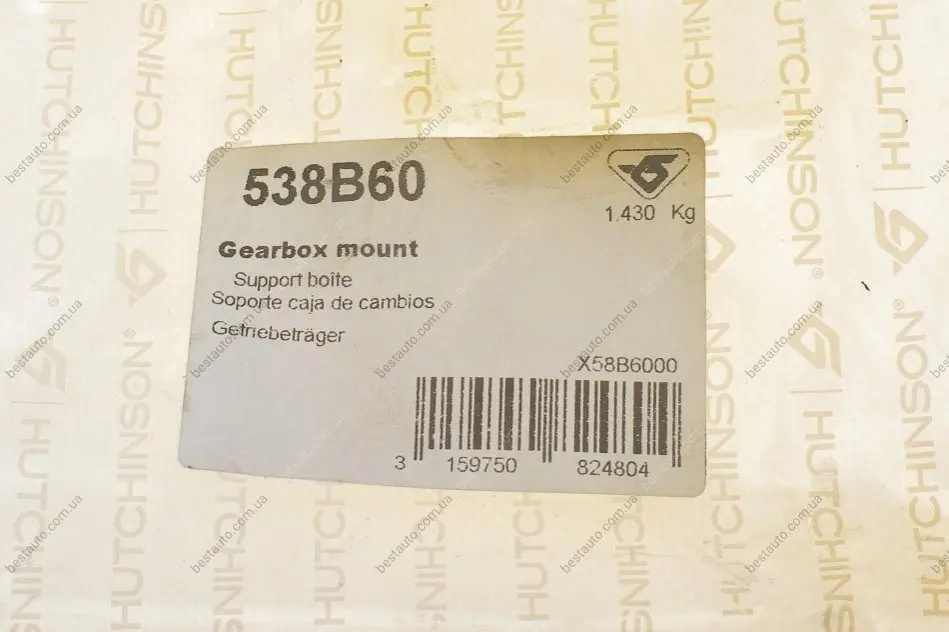 538B60
1.430 Kg
Gearbox mount
Support boîte
Soporte caja de cambios
Getriebeträger
X58B6000
3 159750 824804
HUTCHINSON®
bestauto.com.ua